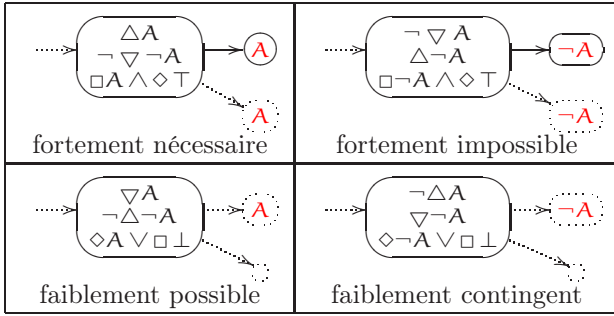 △A
¬ ▽ ¬A
□A ∧ ◇ ⊤
A
A
fortement nécessaire
¬ ▽ A
△¬A
□¬A ∧ ◇ ⊤
¬A
¬A
fortement impossible
▽A
¬△¬A
◇A ∨ □ ⊥
A
faiblement possible
¬△A
▽¬A
◇¬A ∨ □ ⊥
¬A
faiblement contingent